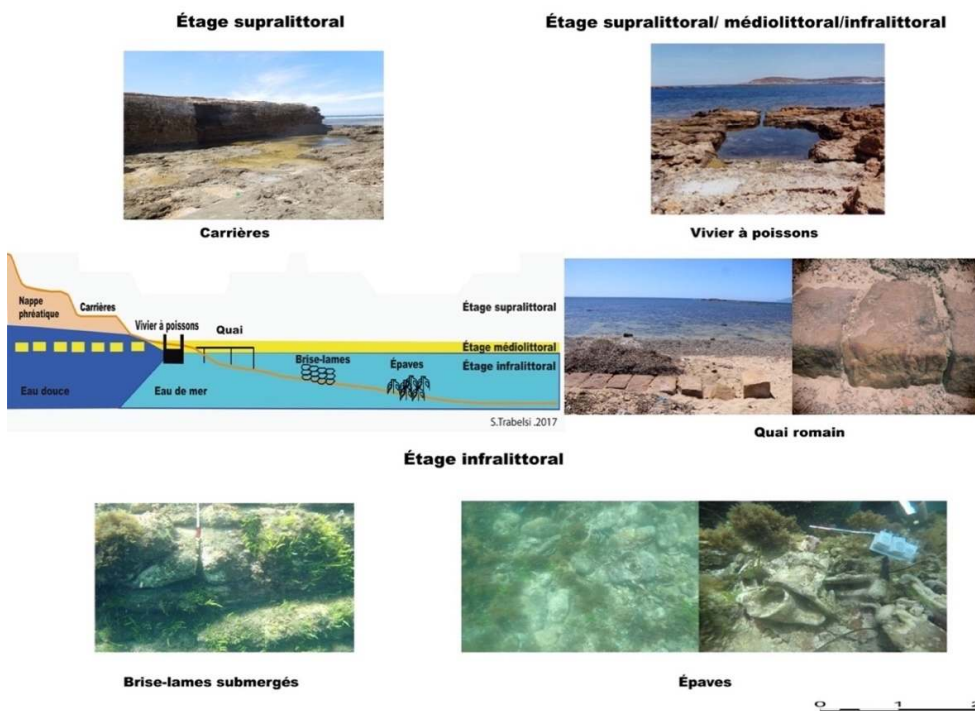 Étage supralittoral
Étage supralittoral/ médiolittoral/infralittoral
Carrières
Vivier à poissons
Nappe
phréatique
Carrières
Étage supralittoral
Vivier à poissons
Quai
Étage médiolittoral
Brise-lames
Épaves
Étage infralittoral
Eau douce
Eau de mer
S.Trabelsi .2017
Quai romain
Étage infralittoral
Brise-lames submergés
Épaves
0 1